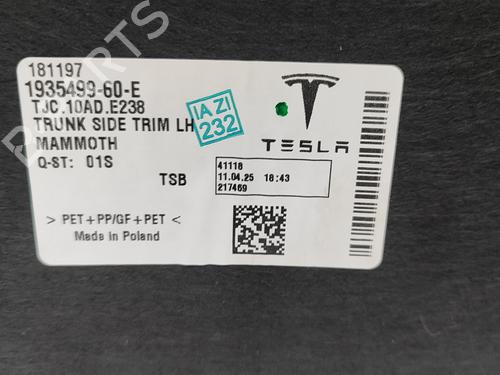 181197
1935499-60-E
TJC.10AD.E238
TRUNK SIDE TRIM LH
MAMMOTH
Q-ST: 01S
IA ZI
232
TESLA
TSB
41118
11.04.25 18:43
217469
> PET+PP/GF+PET <
Made in Poland
B-PARTS